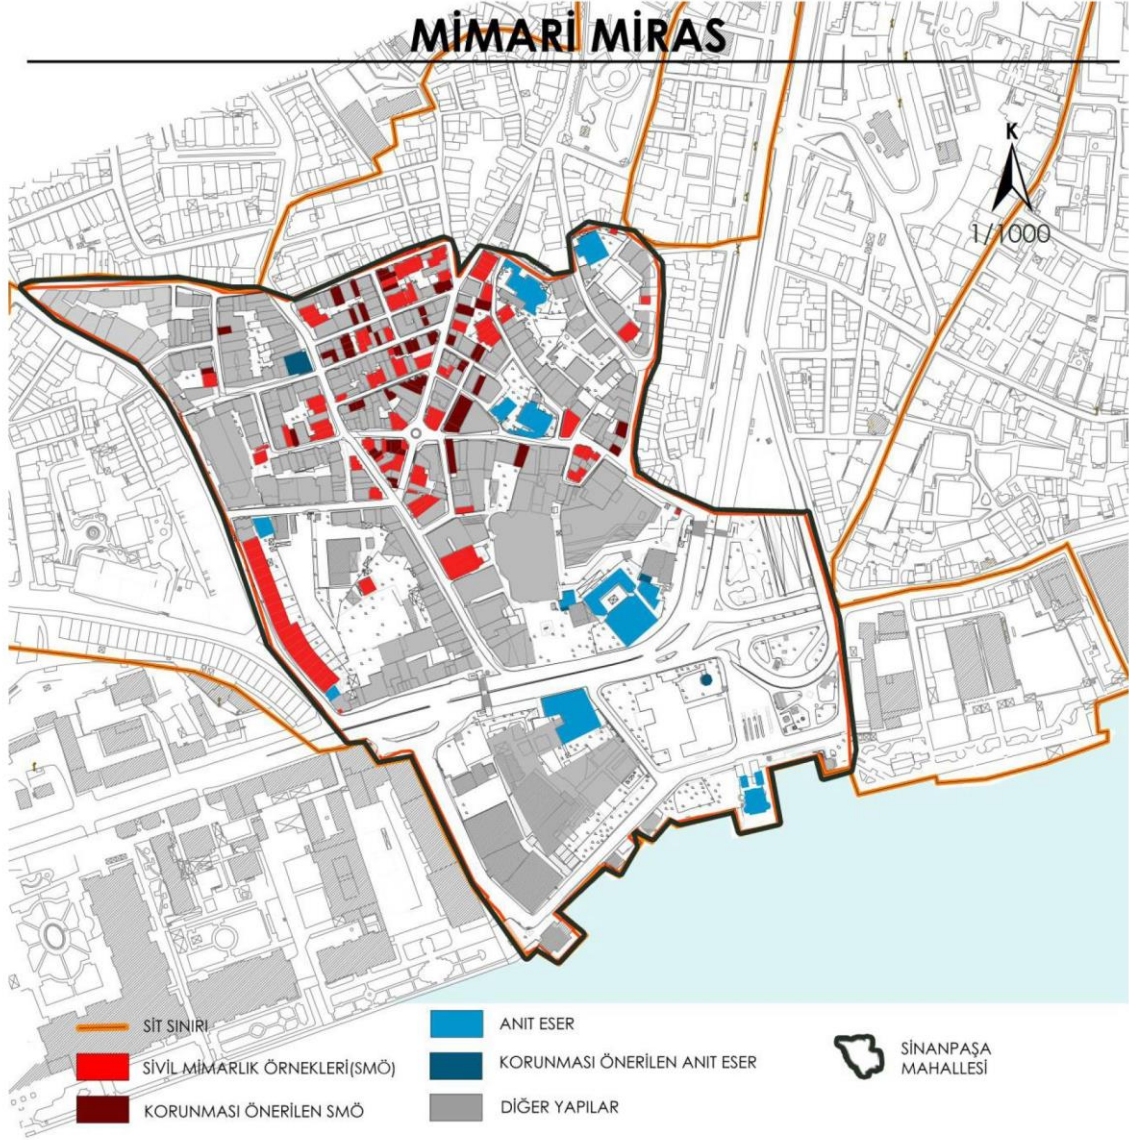 MİMARİ MİRAS
K
1/1000
SİT SINIRI
SİVİL MİMARLIK ÖRNEKLERİ(SMÖ)
KORUNMASI ÖNERİLEN SMÖ
ANIT ESER
KORUNMASI ÖNERİLEN ANIT ESER
DİĞER YAPILAR
SİNANPAŞA
MAHALLESİ